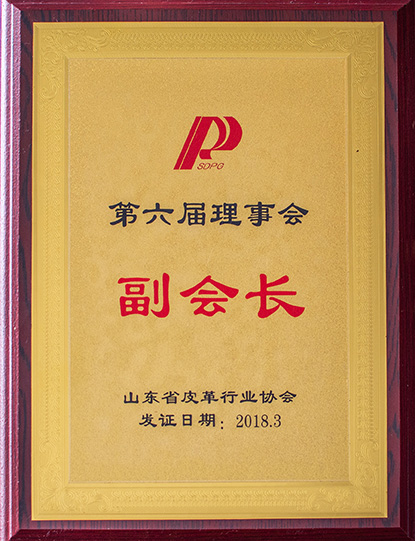 SDPG
第六届理事会
副会长
山东省皮革行业协会
发证日期：2018.3